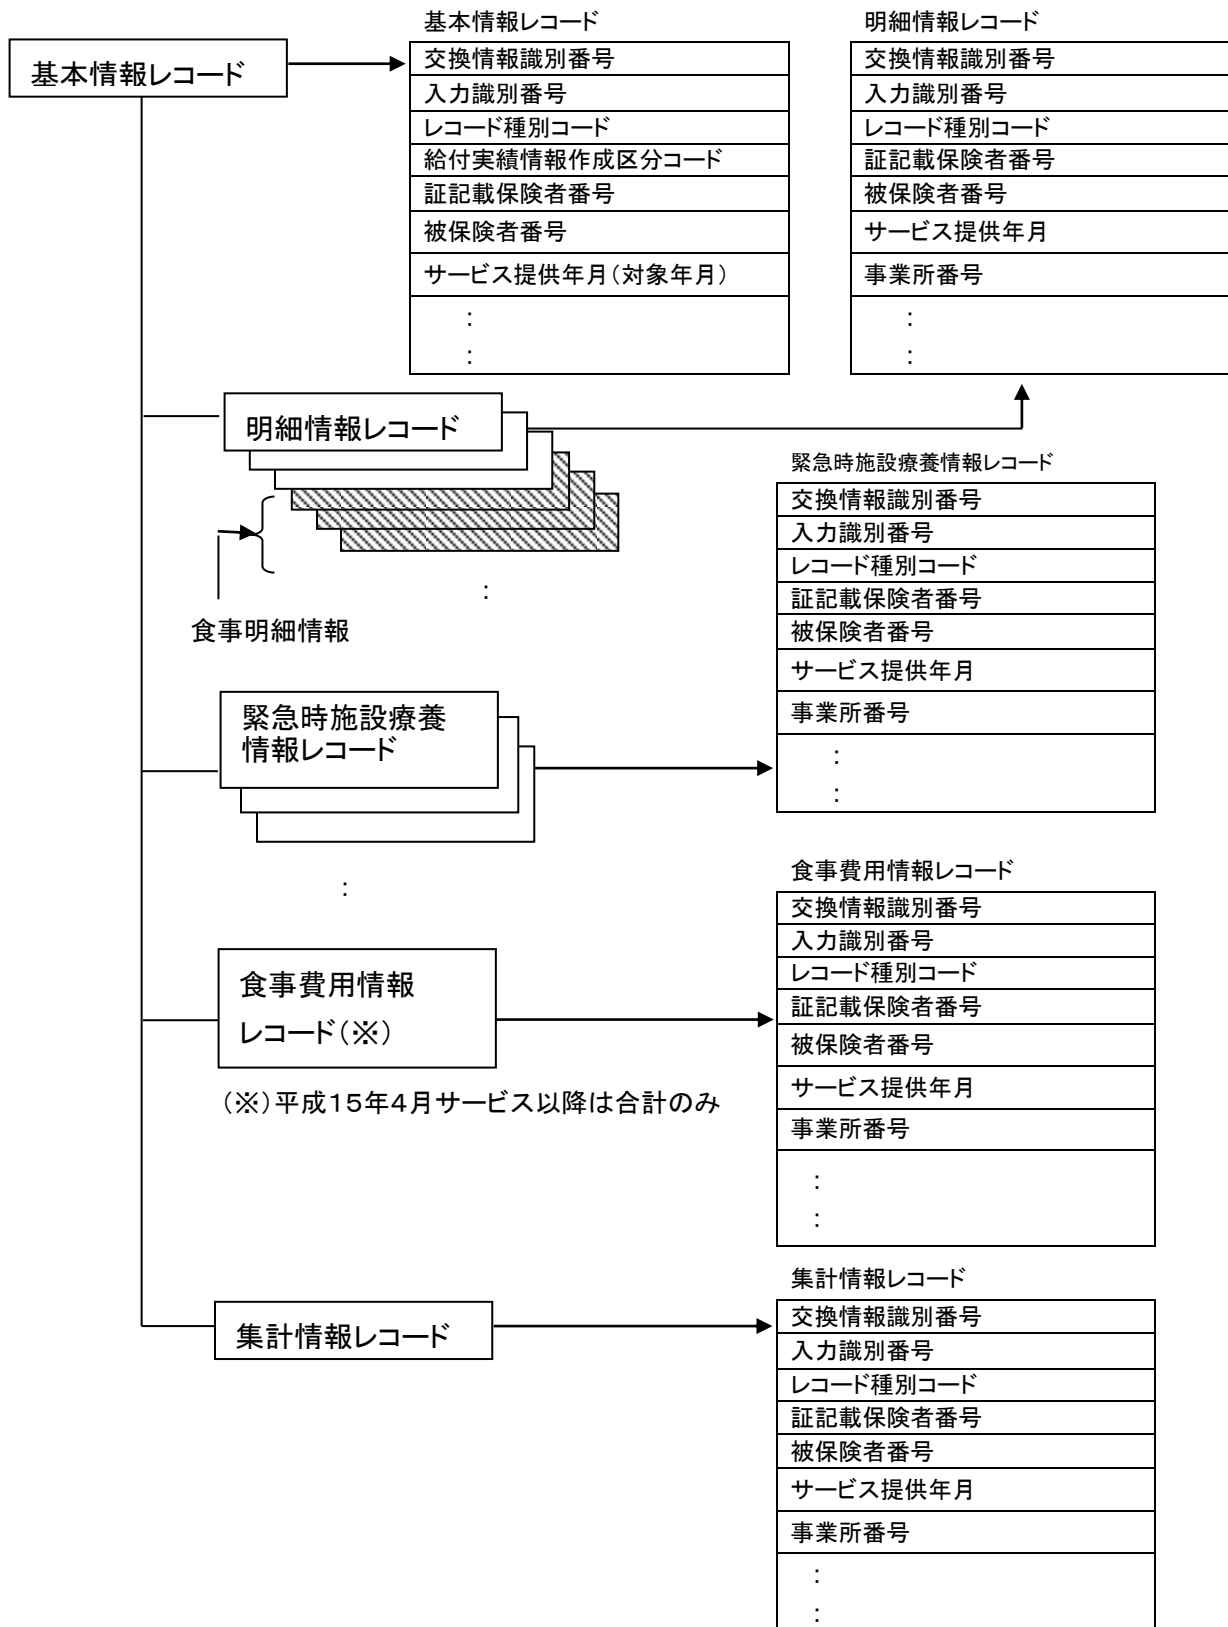 基本情報レコード
基本情報レコード
交換情報識別番号
入力識別番号
レコード種別コード
給付実績情報作成区分コード
証記載保険者番号
被保険者番号
サービス提供年月(対象年月)
:
:
明細情報レコード
交換情報識別番号
入力識別番号
レコード種別コード
証記載保険者番号
被保険者番号
サービス提供年月
事業所番号
:
:
明細情報レコード
:
食事明細情報
緊急時施設療養情報レコード
交換情報識別番号
入力識別番号
レコード種別コード
証記載保険者番号
被保険者番号
サービス提供年月
事業所番号
:
:
緊急時施設療養
情報レコード
:
食事費用情報レコード
交換情報識別番号
入力識別番号
レコード種別コード
証記載保険者番号
被保険者番号
サービス提供年月
事業所番号
:
:
食事費用情報
レコード(※)
(※)平成15年4月サービス以降は合計のみ
集計情報レコード
集計情報レコード
交換情報識別番号
入力識別番号
レコード種別コード
証記載保険者番号
被保険者番号
サービス提供年月
事業所番号
:
: